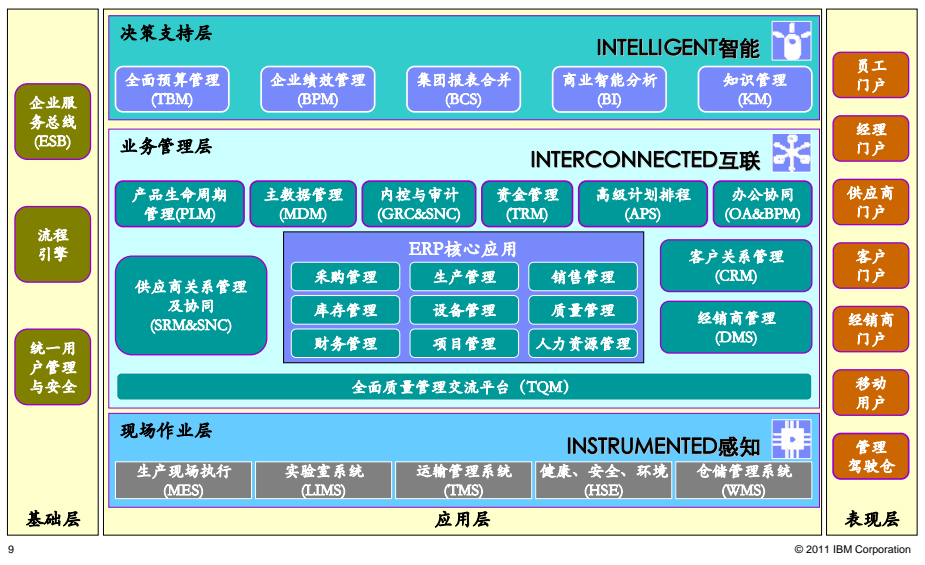 企业服
务总线
(ESB)
流程
引擎
统一用
户管理
与安全
基础层
决策支持层
INTELLIGENT智能
全面预算管理
(TBM)
企业绩效管理
(BPM)
集团报表合并
(BCS)
商业智能分析
(BI)
知识管理
(KM)
业务管理层
INTERCONNECTED互联
产品生命周期
管理(PLM)
主数据管理
(MDM)
内控与审计
(GRC&SNC)
资金管理
(TRM)
高级计划排程
(APS)
办公协同
(OA&BPM)
供应商关系管理
及协同
(SRM&SNC)
ERP核心应用
采购管理
生产管理
销售管理
库存管理
设备管理
质量管理
财务管理
项目管理
人力资源管理
客户关系管理
(CRM)
经销商管理
(DMS)
全面质量管理交流平台（TQM）
现场作业层
INSTRUMENTED感知
生产现场执行
(MES)
实验室系统
(LIMS)
运输管理系统
(TMS)
健康、安全、环境
(HSE)
仓储管理系统
(WMS)
应用层
员工
门户
经理
门户
供应商
门户
客户
门户
经销商
门户
移动
用户
管理
驾驶仓
表现层
9
© 2011 IBM Corporation